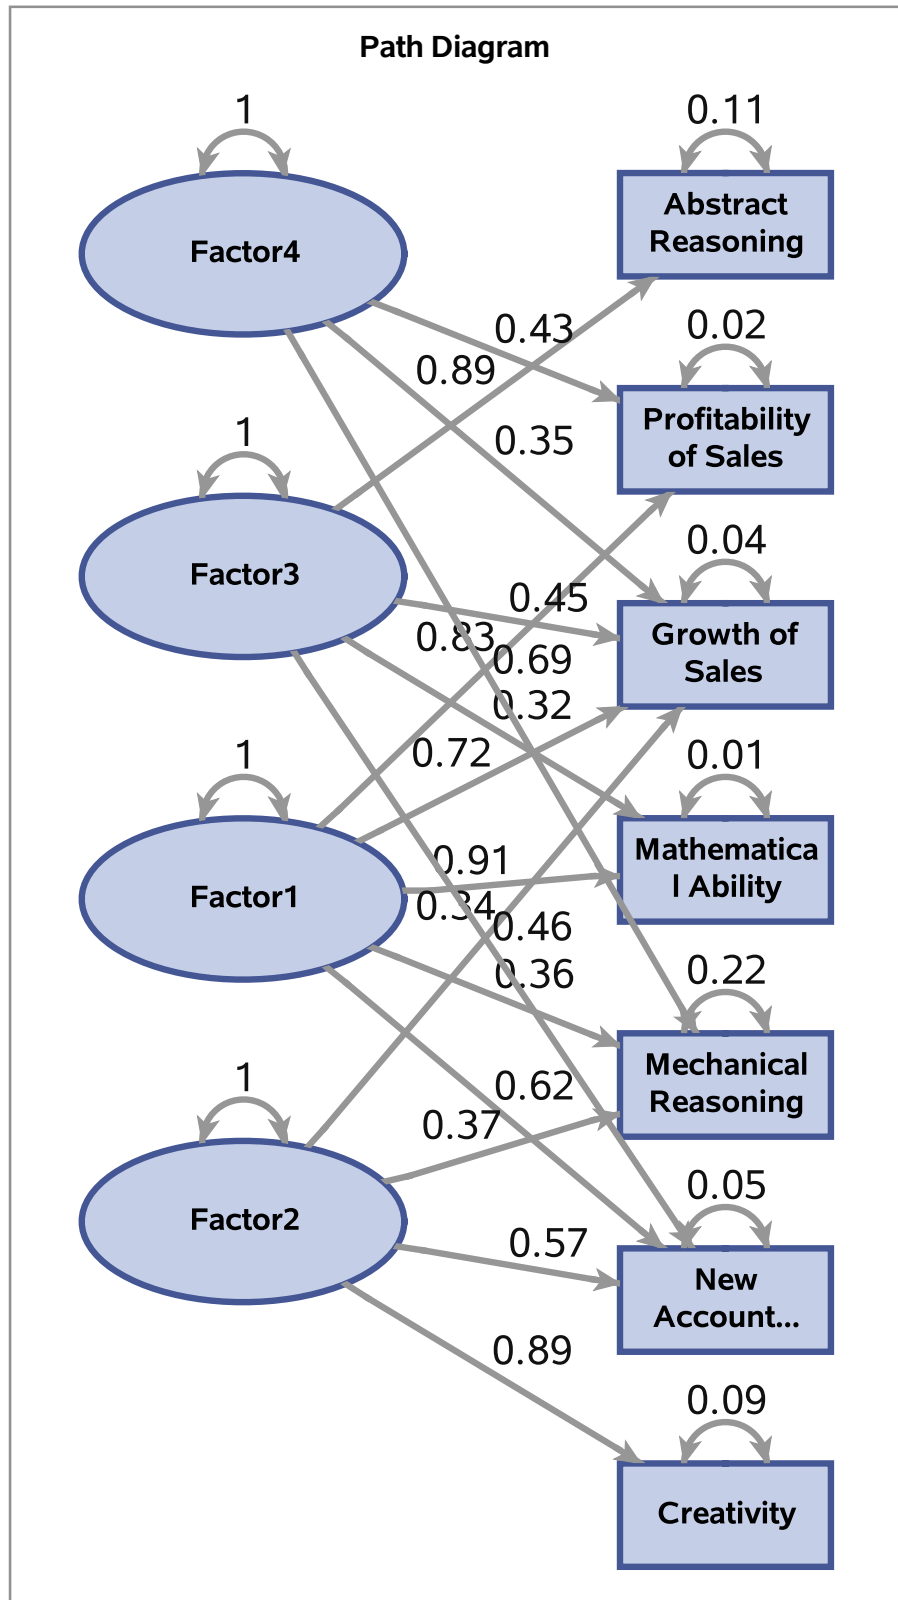 Path Diagram
1
0.11
Factor4
Abstract
Reasoning
0.43
0.02
0.89
1
0.35
Profitability
of Sales
Factor3
0.04
0.45
0.83
0.69
Growth of
Sales
0.32
1
0.72
0.01
0.91
Mathematica
l Ability
Factor1
0.34
0.46
0.36
0.22
1
0.62
Mechanical
Reasoning
0.37
0.05
Factor2
0.57
New
Account...
0.89
0.09
Creativity